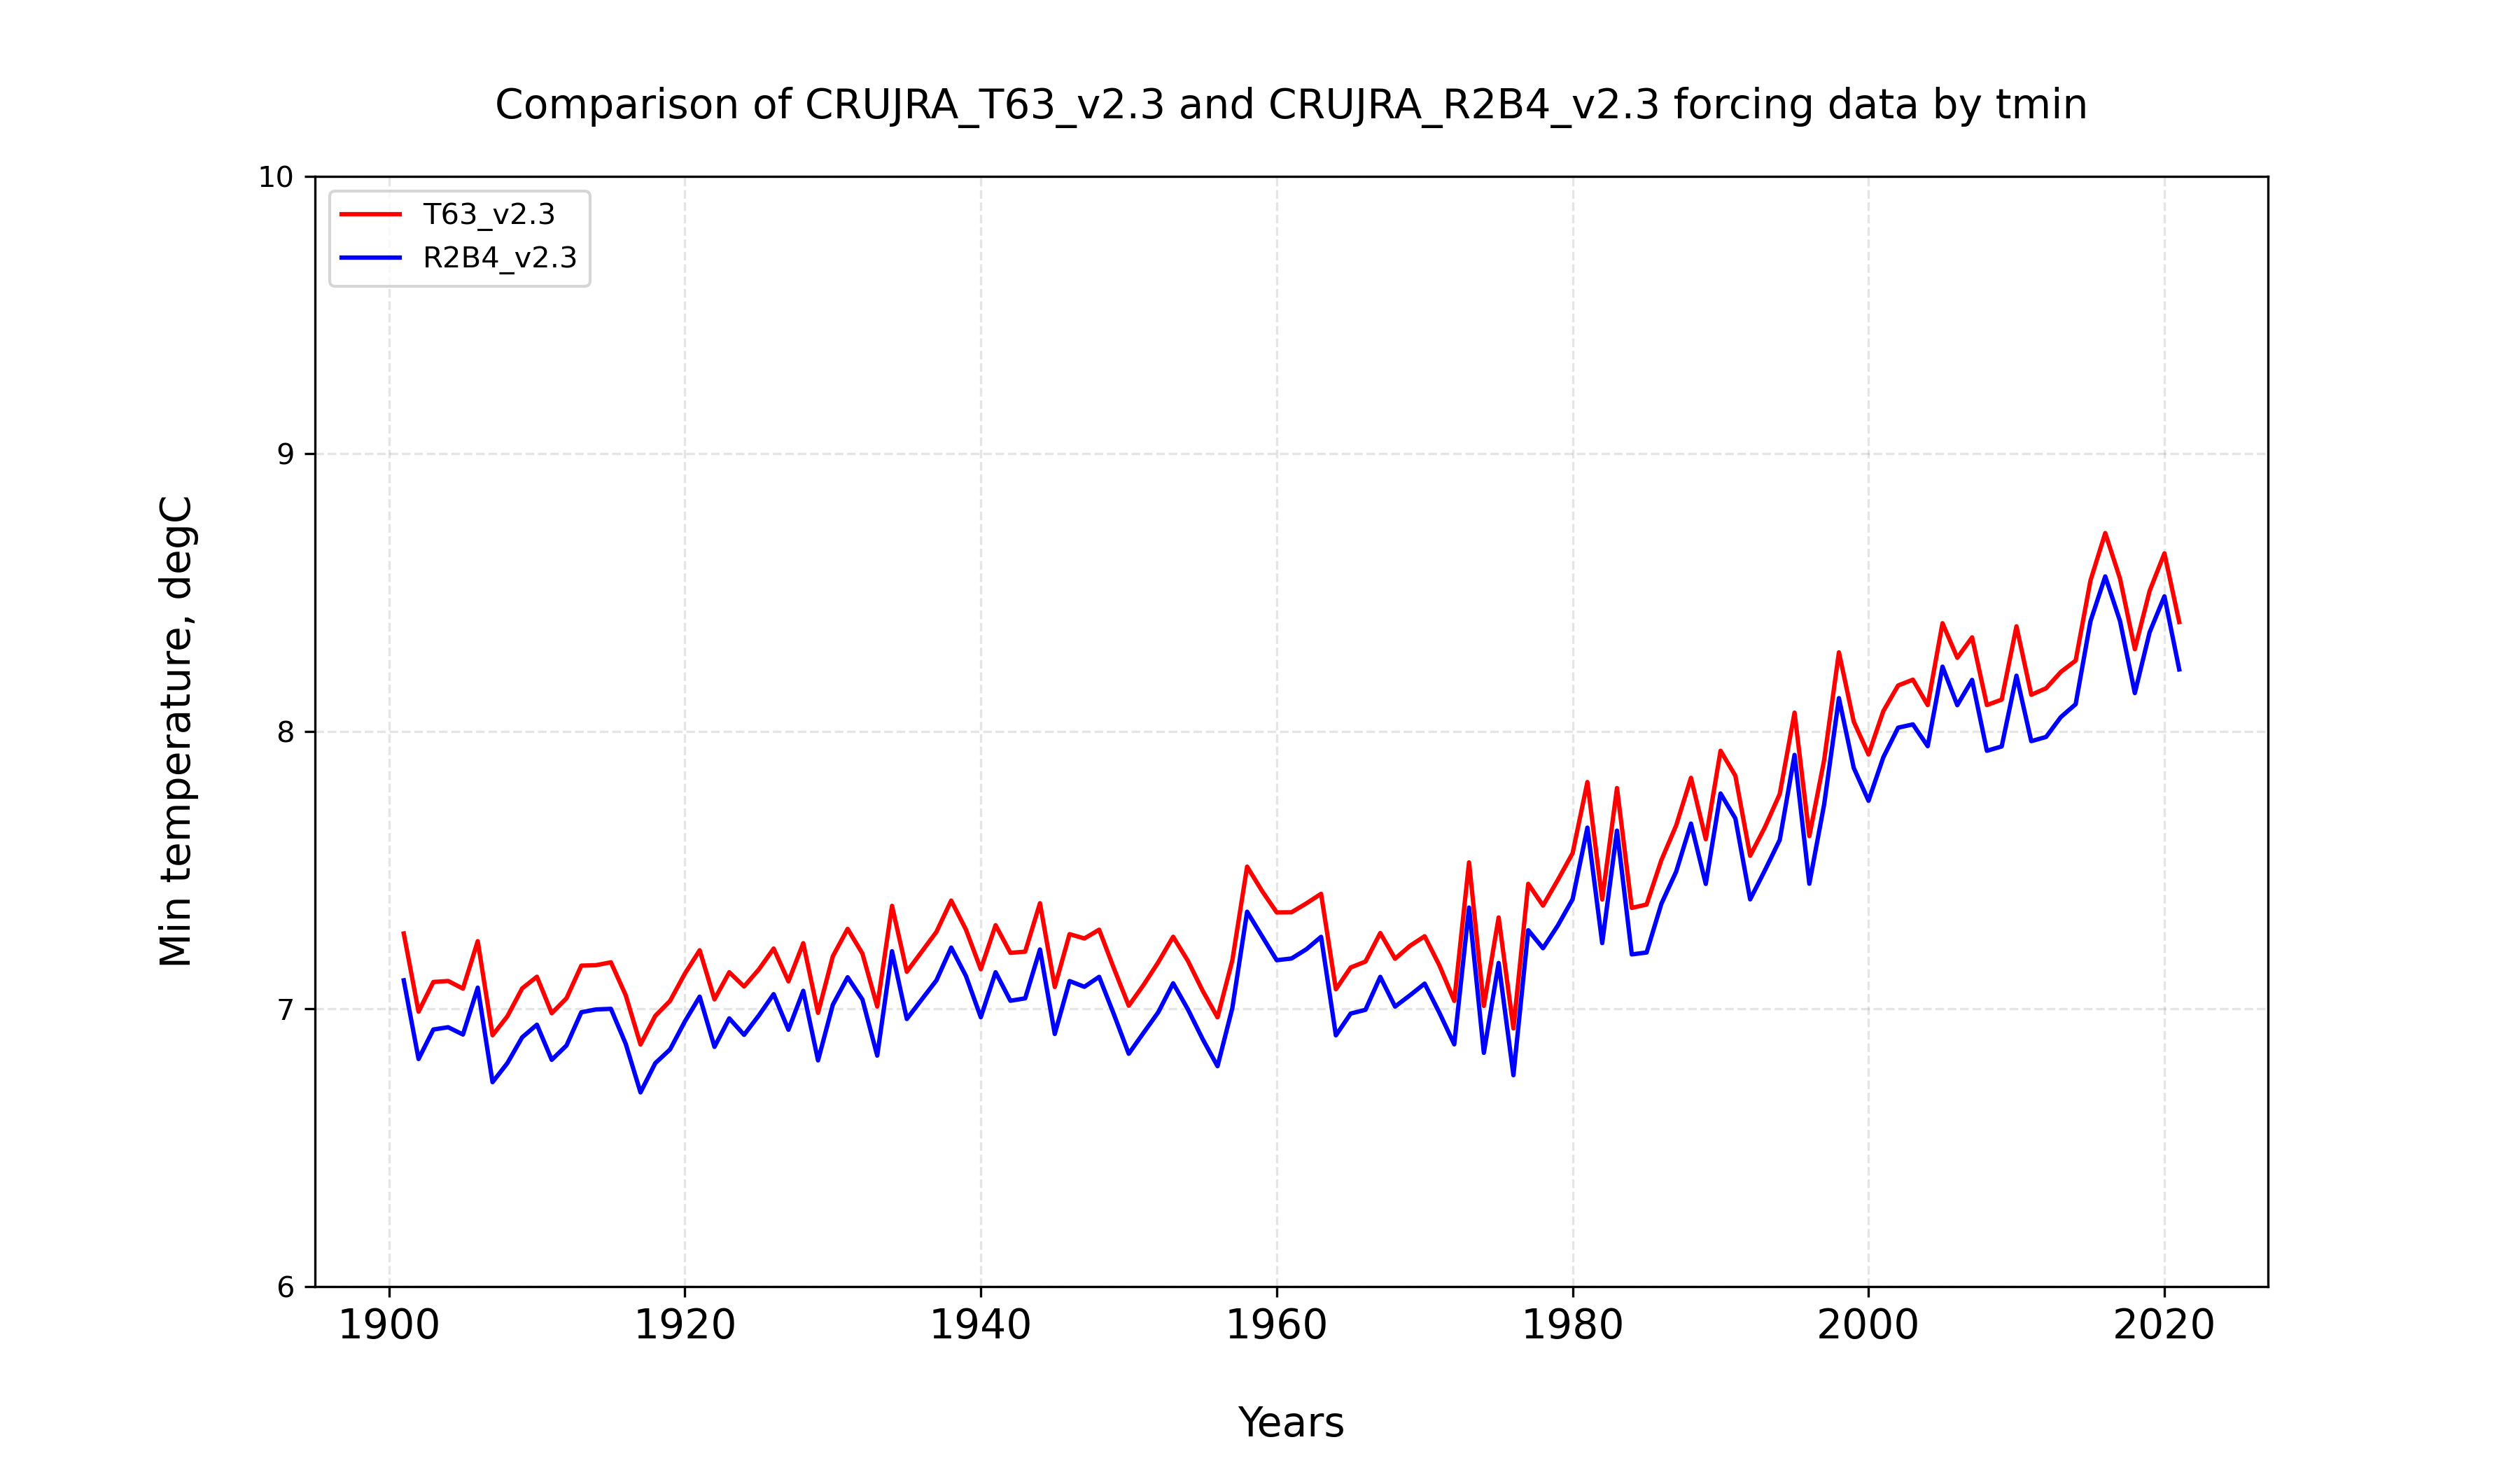 Comparison of CRUJRA_T63_v2.3 and CRUJRA_R2B4_v2.3 forcing data by tmin
T63_v2.3
R2B4_v2.3
Min temperature, degC
10
9
8
7
6
1900 1920 1940 1960 1980 2000 2020
Years